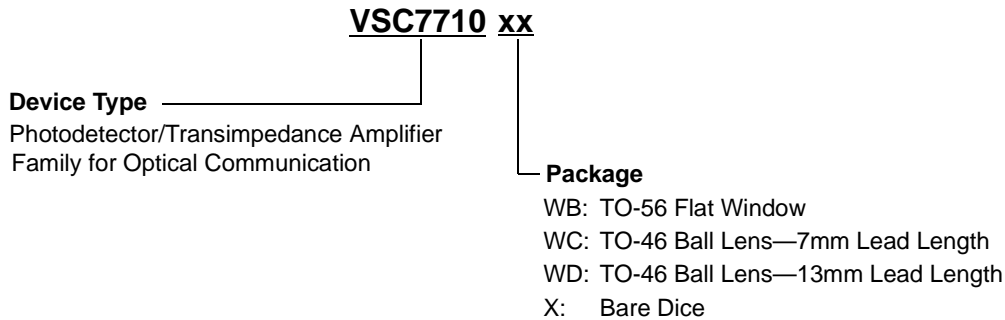 VSC7710 xx
Device Type
Photodetector/Transimpedance Amplifier
Family for Optical Communication
Package
WB: TO-56 Flat Window
WC: TO-46 Ball Lens—7mm Lead Length
WD: TO-46 Ball Lens—13mm Lead Length
X: Bare Dice